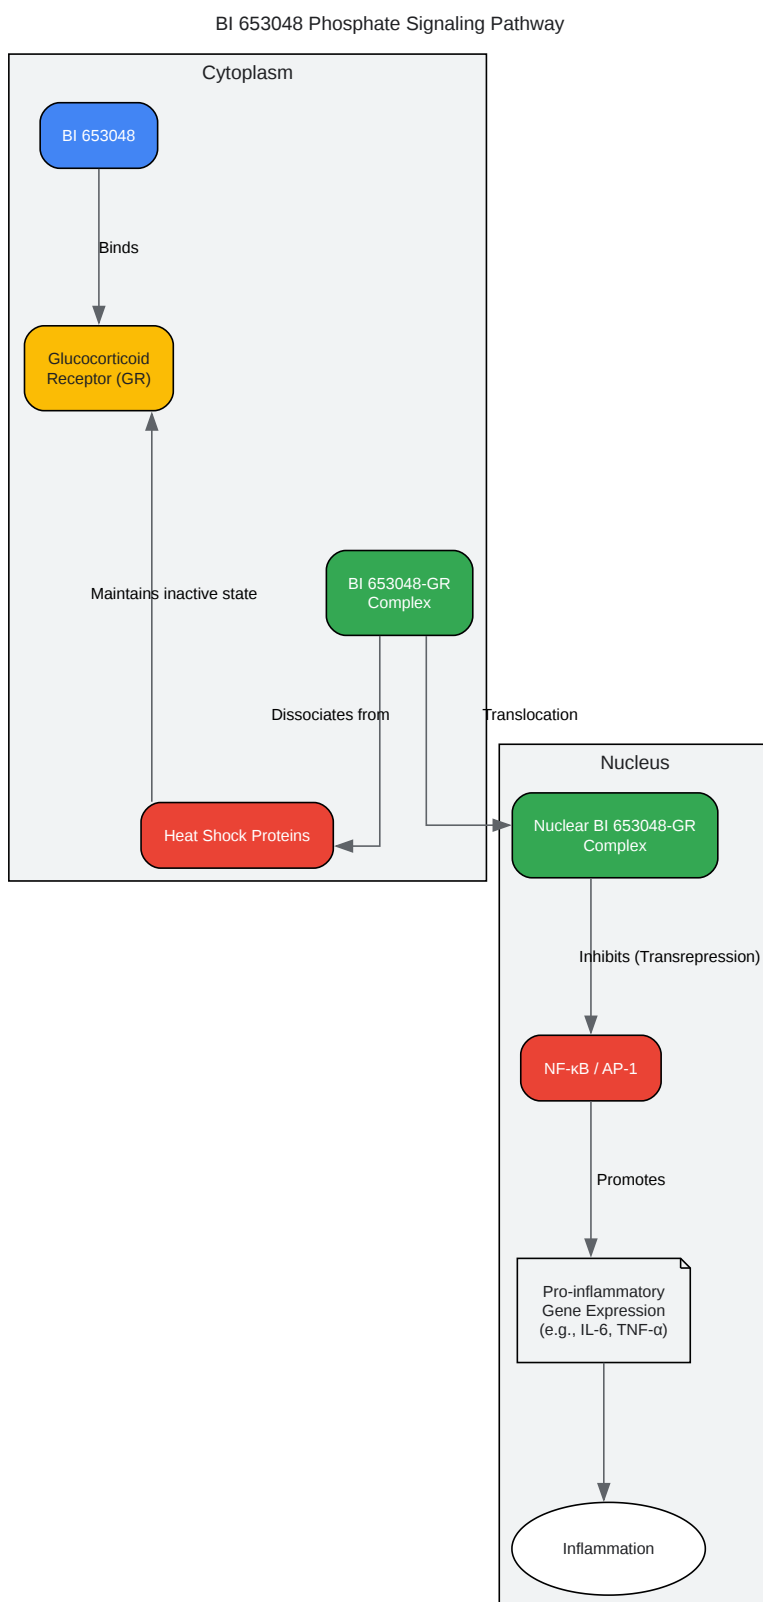 BI 653048 Phosphate Signaling Pathway
Cytoplasm
BI 653048
Binds
Glucocorticoid
Receptor (GR)
BI 653048-GR
Complex
Maintains inactive state
Dissociates from
Translocation
Heat Shock Proteins
Nucleus
Nuclear BI 653048-GR
Complex
Inhibits (Transrepression)
NF-κB / AP-1
Promotes
Pro-inflammatory
Gene Expression
(e.g., IL-6, TNF-α)
Inflammation